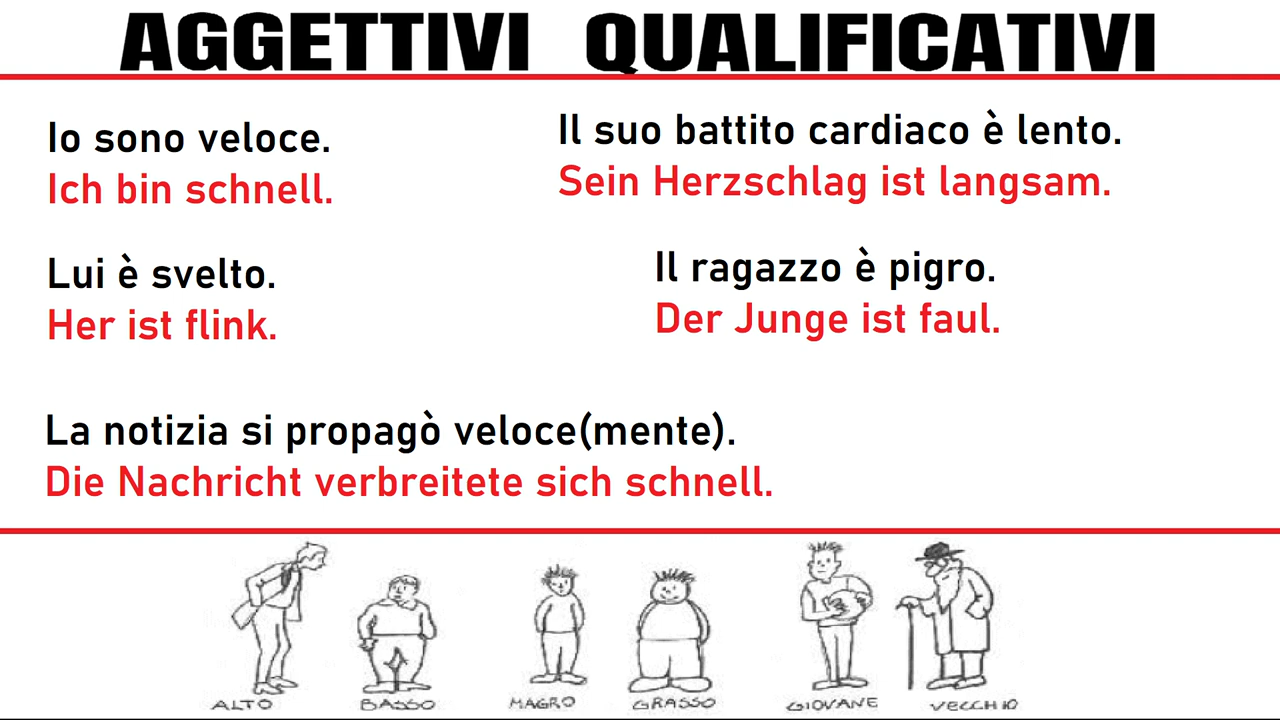 AGGETTIVI QUALIFICATIVI
Io sono veloce.
Ich bin schnell.
Il suo battito cardiaco è lento.
Sein Herzschlag ist langsam.
Lui è svelto.
Her ist flink.
Il ragazzo è pigro.
Der Junge ist faul.
La notizia si propagò veloce(mente).
Die Nachricht verbreitete sich schnell.
ALTO BASSO MAGRO GRASSO GIOVANE VECCHIO